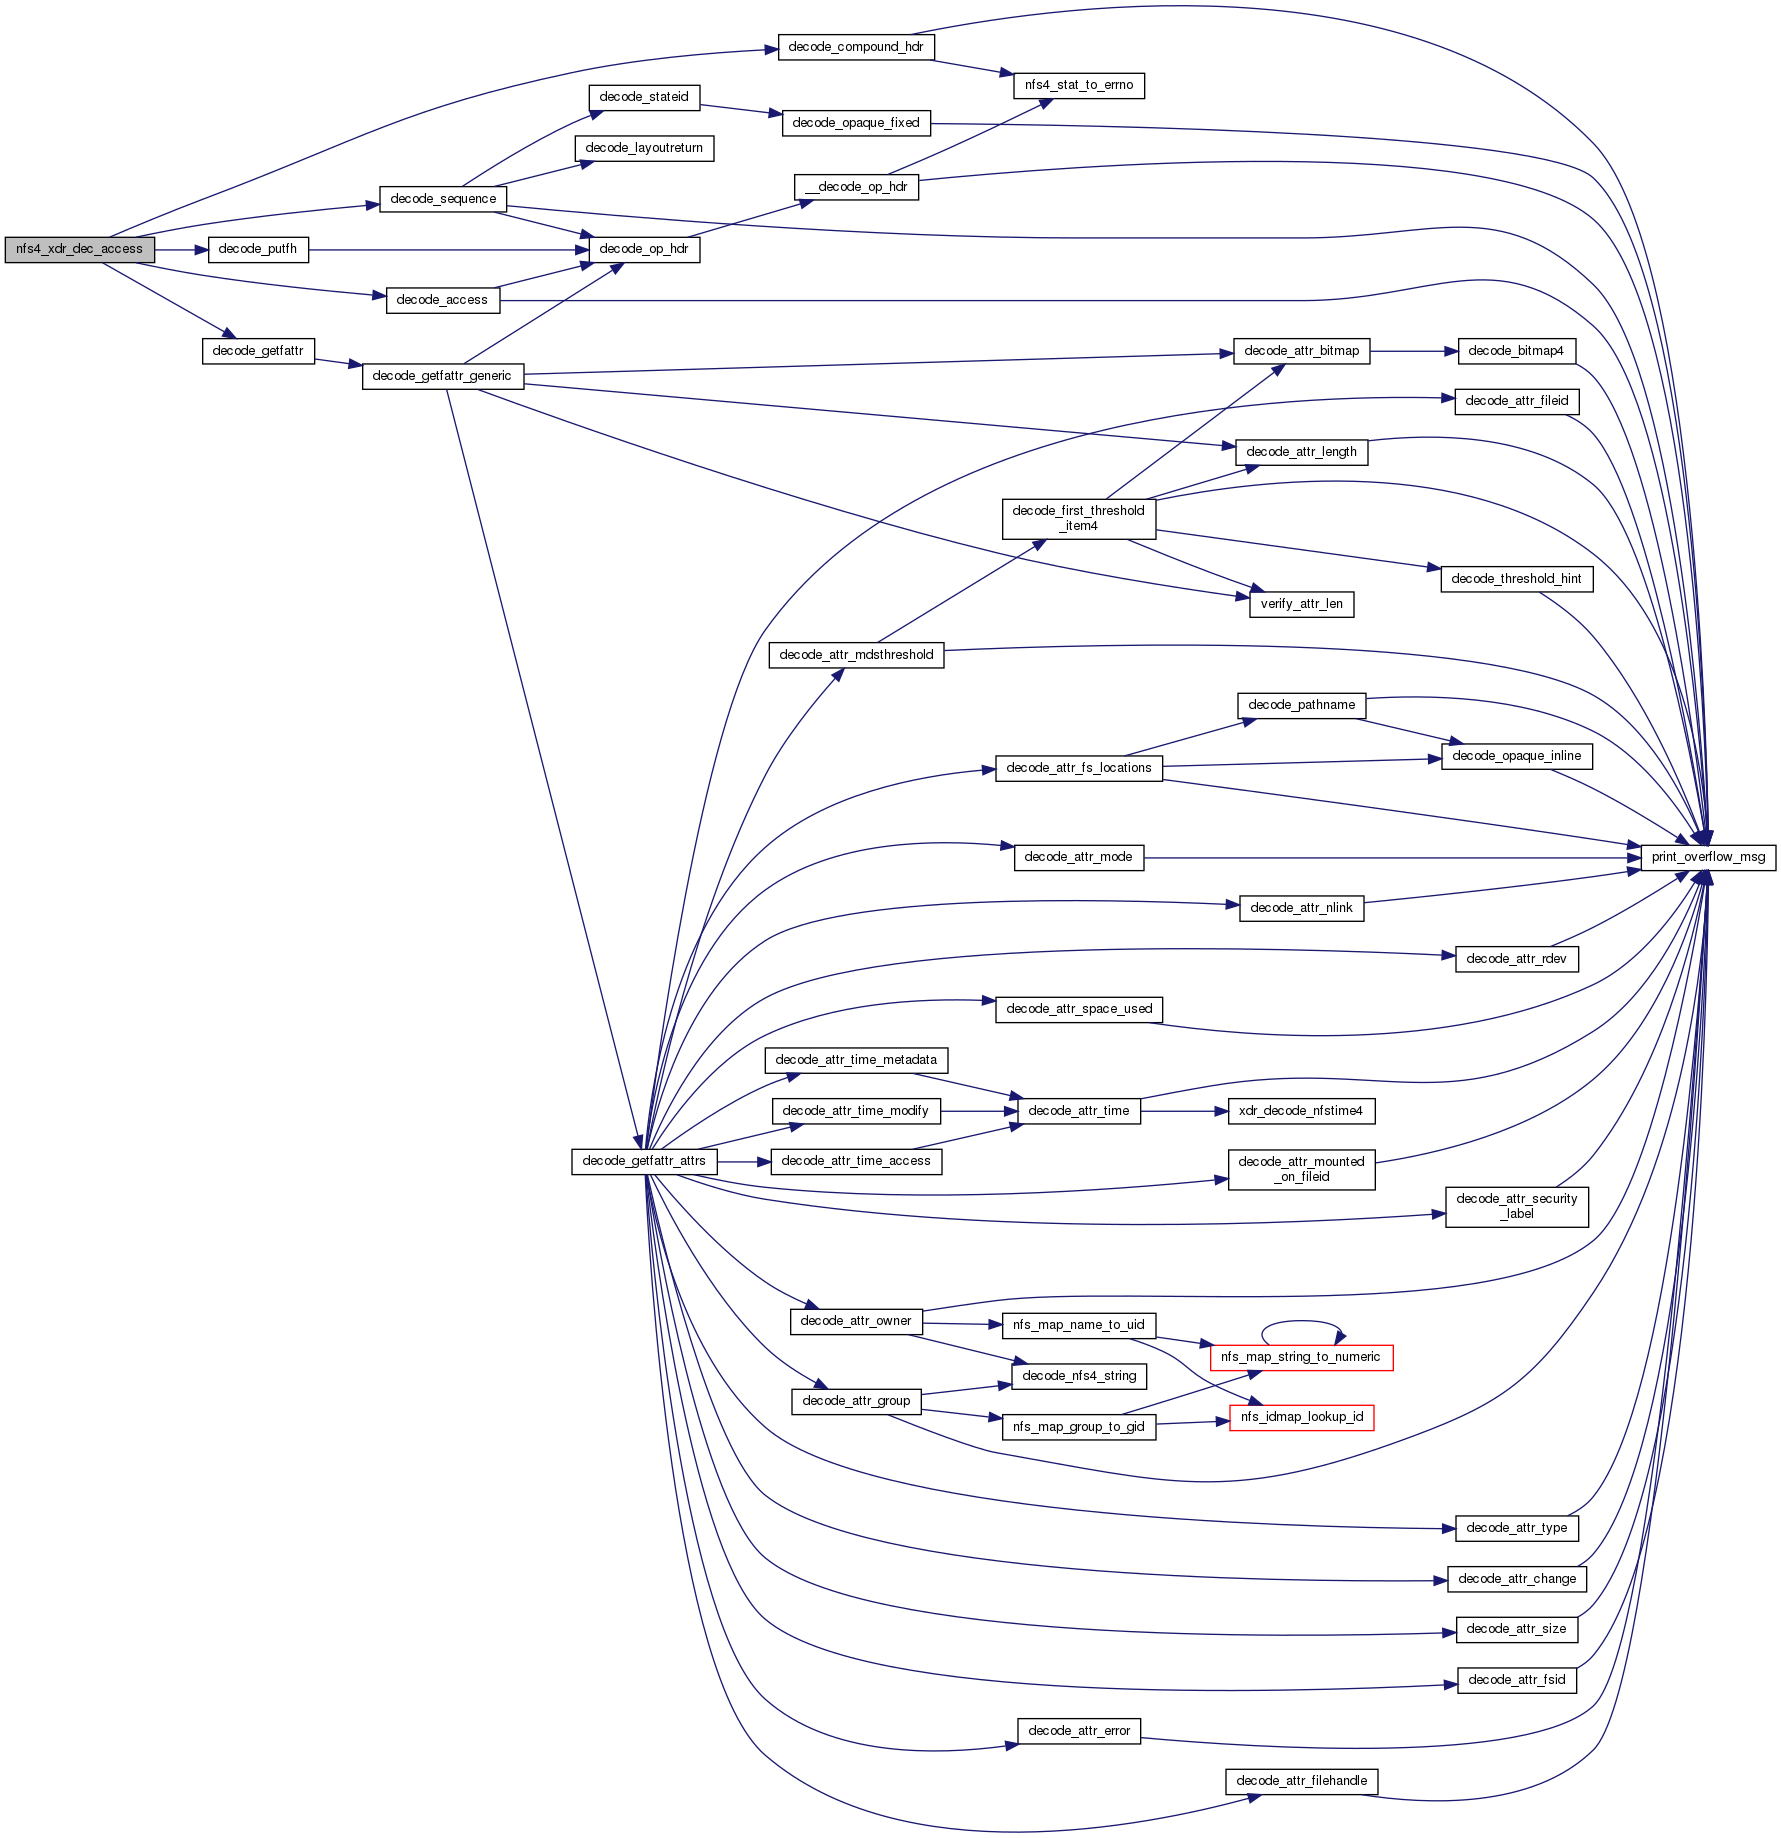 decode_compound_hdr
nfs4_stat_to_errno
decode_stateid
decode_opaque_fixed
decode_layoutreturn
__decode_op_hdr
decode_sequence
nfs4_xdr_dec_access
decode_putfh
decode_op_hdr
decode_access
decode_getfattr
decode_attr_bitmap
decode_bitmap4
decode_getfattr_generic
decode_attr_fileid
decode_attr_length
decode_first_threshold
_item4
decode_threshold_hint
verify_attr_len
decode_attr_mdsthreshold
decode_pathname
decode_opaque_inline
decode_attr_fs_locations
decode_attr_mode
print_overflow_msg
decode_attr_nlink
decode_attr_rdev
decode_attr_space_used
decode_attr_time_metadata
decode_attr_time_modify
decode_attr_time
xdr_decode_nfstime4
decode_getfattr_attrs
decode_attr_time_access
decode_attr_mounted
_on_fileid
decode_attr_security
_label
decode_attr_owner
nfs_map_name_to_uid
nfs_map_string_to_numeric
decode_nfs4_string
decode_attr_group
nfs_map_group_to_gid
nfs_idmap_lookup_id
decode_attr_type
decode_attr_change
decode_attr_size
decode_attr_fsid
decode_attr_error
decode_attr_filehandle